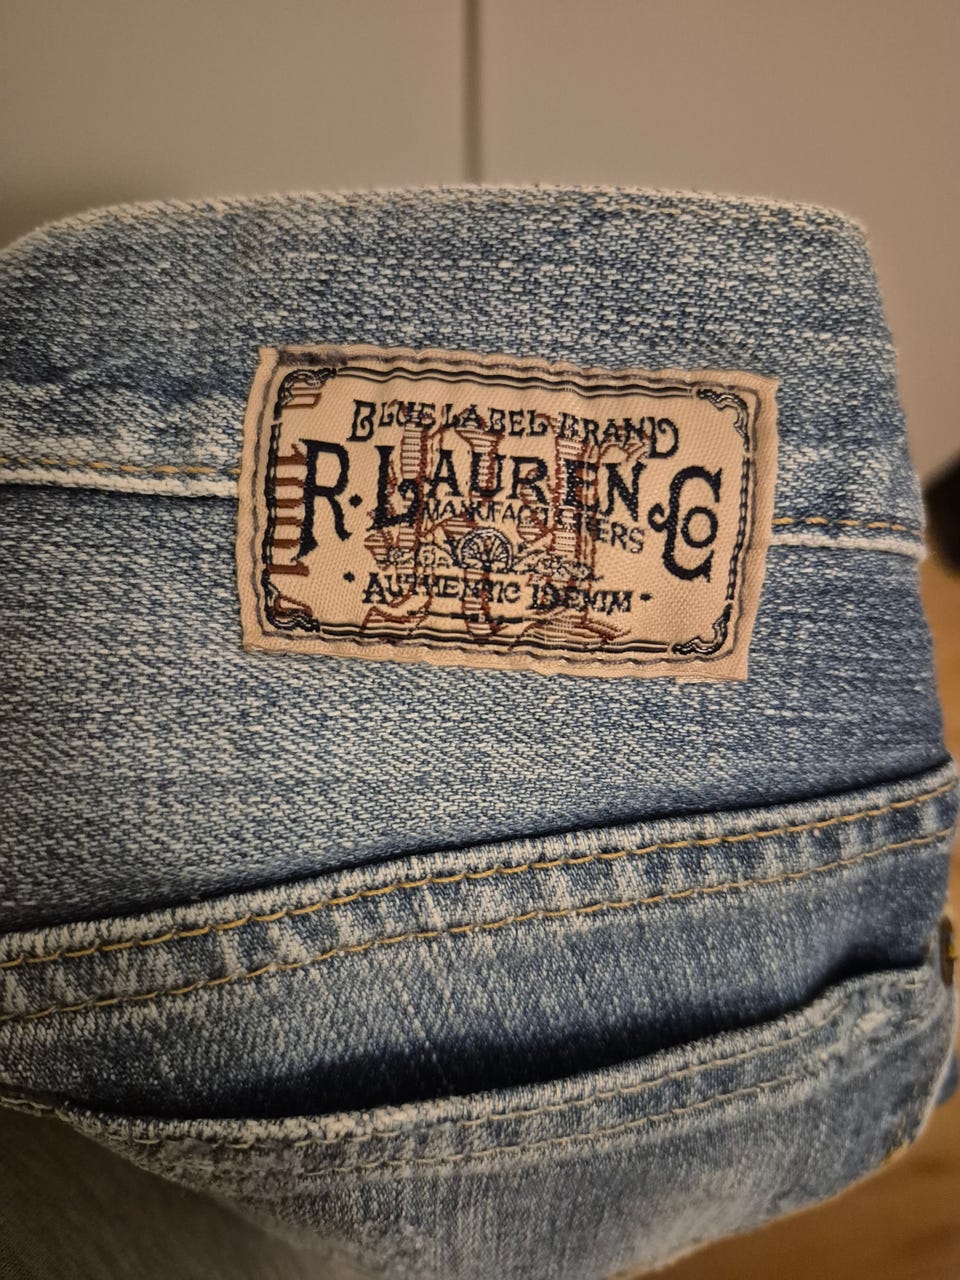 BLUE LABEL BRAND
R. LAUREN CO
MANUFACTURERS
• AUTHENTIC DENIM •